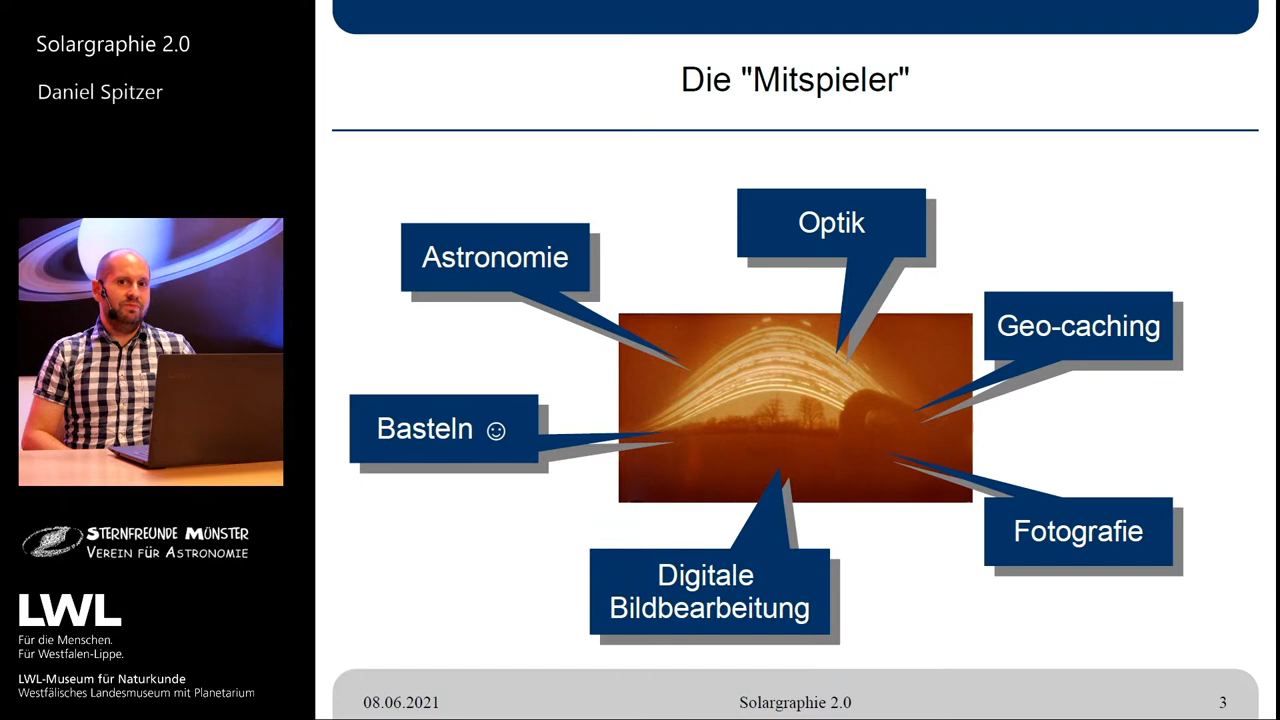 Solargraphie 2.0
Daniel Spitzer
STERNFREUNDE MÜNSTER
VEREIN FÜR ASTRONOMIE
LWL
Für die Menschen.
Für Westfalen-Lippe.
LWL-Museum für Naturkunde
Westfälisches Landesmuseum mit Planetarium
Die "Mitspieler"
Optik
Astronomie
Geo-caching
Basteln ☺
Fotografie
Digitale
Bildbearbeitung
08.06.2021
Solargraphie 2.0
3